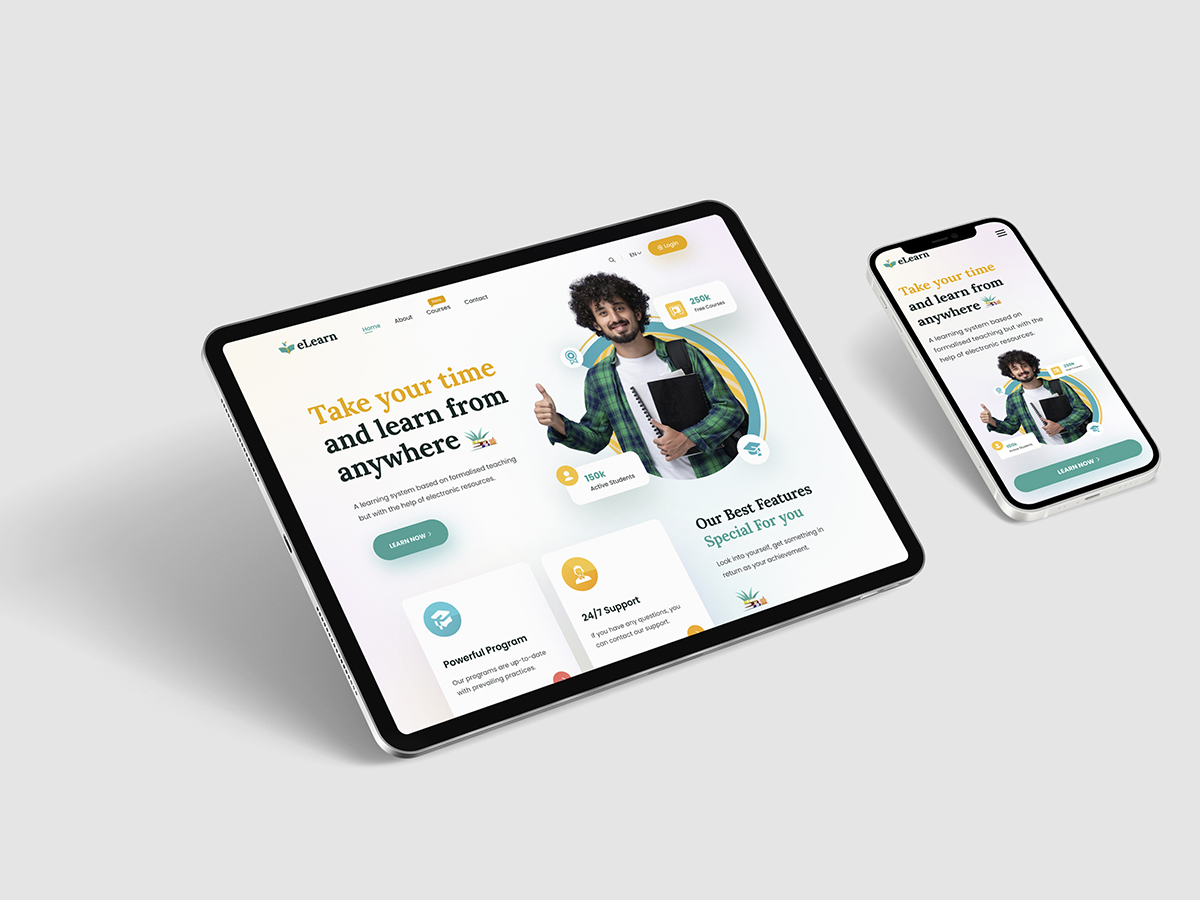 eLearn
Home
About
New
Courses
Contact
EN
Login
Take your time
and learn from
anywhere
A learning system based on formalised teaching
but with the help of electronic resources.
LEARN NOW
250k
Free Courses
150k
Active Students
Our Best Features
Special For you
Look into yourself, get something in
return as your achievement.
Powerful Program
Our programs are up-to-date
with prevailing practices.
24/7 Support
If you have any questions, you
can contact our support.
eLearn
Take your time
and learn from
anywhere
A learning system based on
formalised teaching but with the
help of electronic resources.
250k
Free Courses
150k
Active Students
LEARN NOW